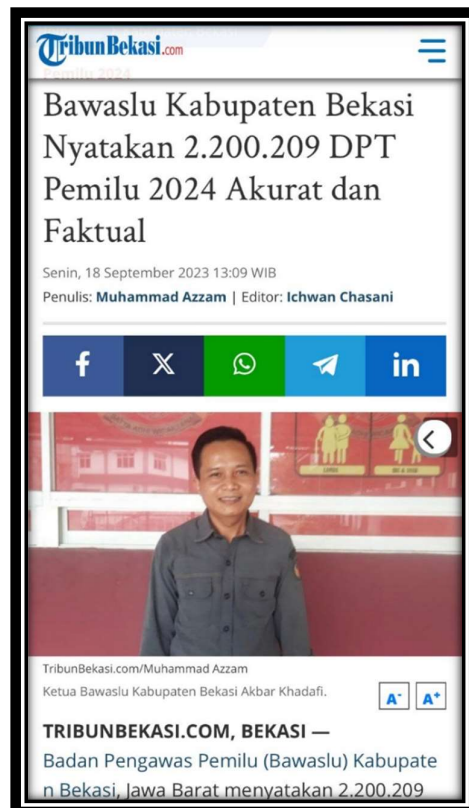 TribunBekasi.com
Pemilu 2024
Bawaslu Kabupaten Bekasi
Nyatakan 2.200.209 DPT
Pemilu 2024 Akurat dan
Faktual
Senin, 18 September 2023 13:09 WIB
Penulis: Muhammad Azzam | Editor: Ichwan Chasani
TribunBekasi.com/Muhammad Azzam
Ketua Bawaslu Kabupaten Bekasi Akbar Khadafi.
A- A+
TRIBUNBEKASI.COM, BEKASI —
Badan Pengawas Pemilu (Bawaslu) Kabupate
n Bekasi, Jawa Barat menyatakan 2.200.209